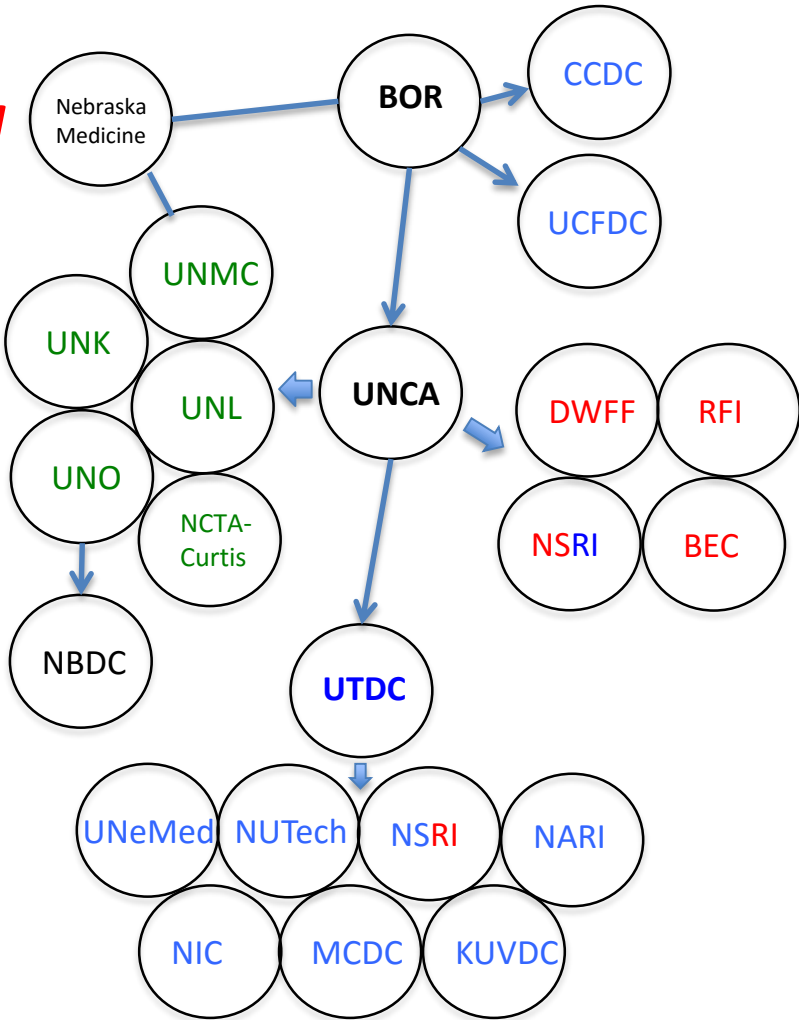 CCDC
BOR
Nebraska
Medicine
UCFDC
UNMC
UNK
UNCA
UNL
DWFF
RFI
UNO
NCTA-
Curtis
NSRI
BEC
NBDC
UTDC
UNeMed
NUTech
NSRI
NARI
NIC
MCDC
KUVDC